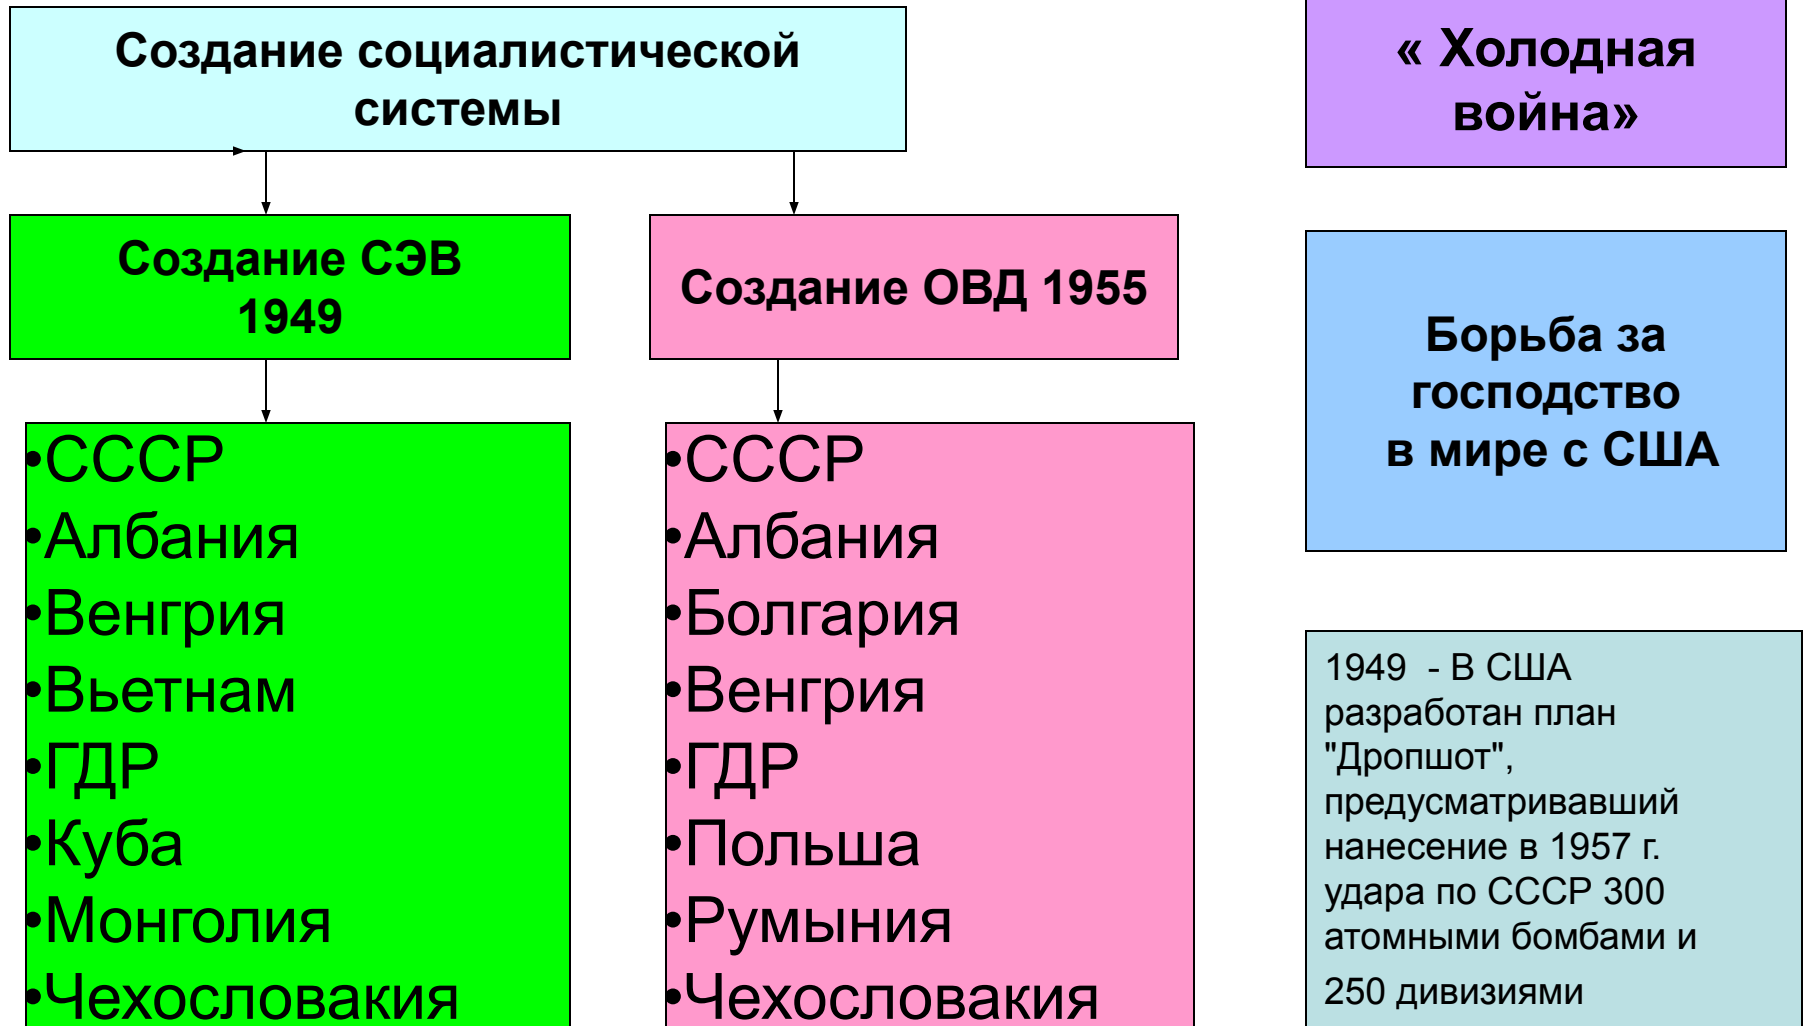 Создание социалистической
системы
Создание СЭВ
1949
•СССР
•Албания
•Венгрия
•Вьетнам
•ГДР
•Куба
•Монголия
•Чехословакия
Создание ОВД 1955
•СССР
•Албания
•Болгария
•Венгрия
•ГДР
•Польша
•Румыния
•Чехословакия
« Холодная
война»
Борьба за
господство
в мире с США
1949 - В США
разработан план
"Дропшот",
предусматривавший
нанесение в 1957 г.
удара по СССР 300
атомными бомбами и
250 дивизиями